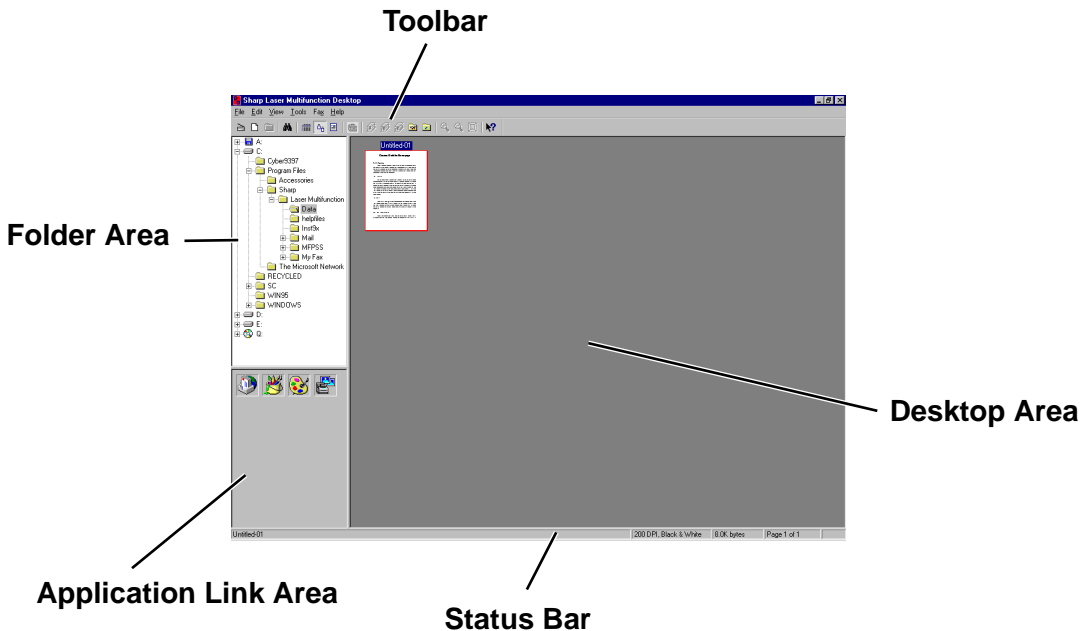 Toolbar
Sharp Laser Multifunction Desktop
File Edit View Tools Fax Help
A:
C:
Cyber9397
Program Files
Accessories
Sharp
Laser Multifunction
Data
helpfiles
Inst9x
Mail
MFPSS
My Fax
The Microsoft Network
RECYCLED
SC
WIN95
WINDOWS
D:
E:
Q:
Untitled-01
Folder Area
Desktop Area
Untitled-01 200 DPI, Black & White 8.0K bytes Page 1 of 1
Application Link Area
Status Bar